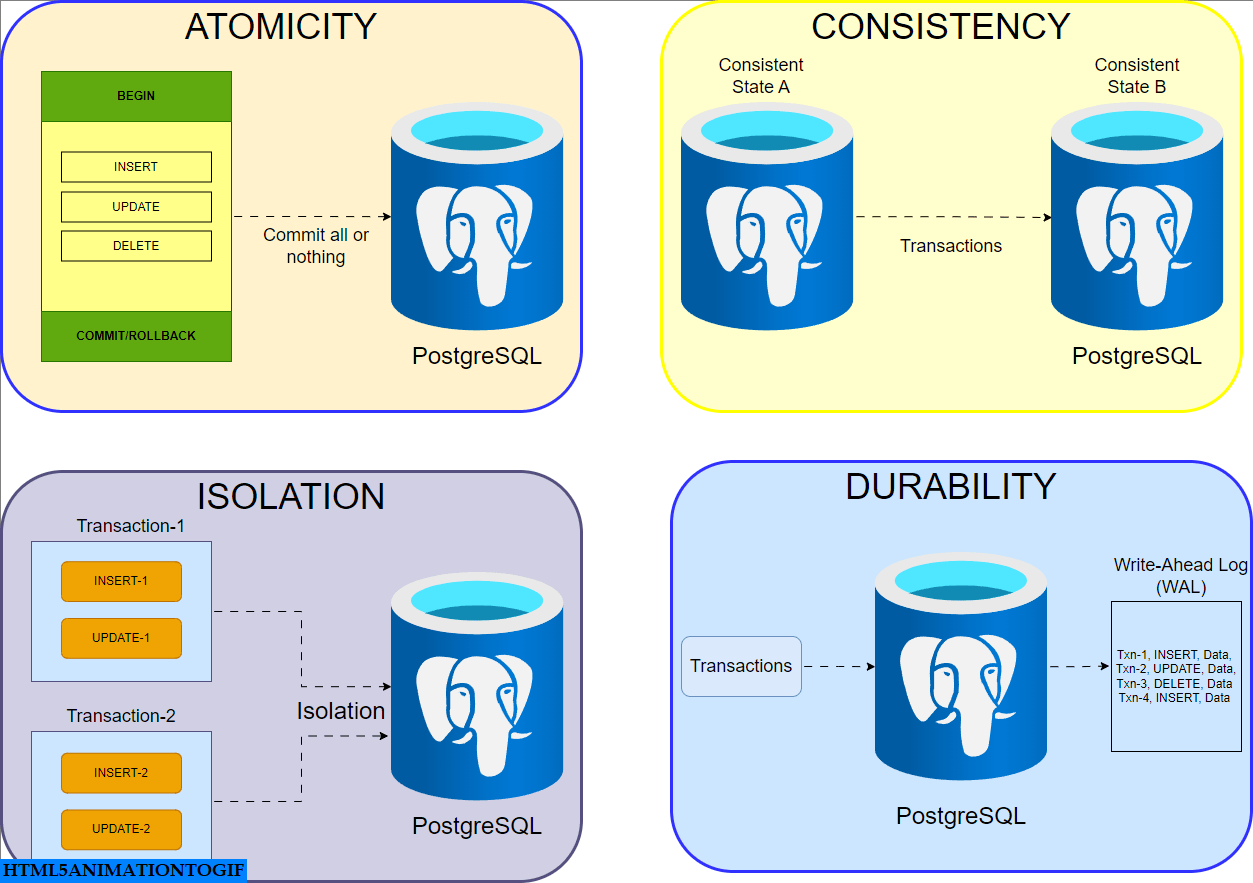 ATOMICITY
BEGIN
INSERT
UPDATE
DELETE
COMMIT/ROLLBACK
Commit all or
nothing
PostgreSQL
CONSISTENCY
Consistent
State A
Transactions
Consistent
State B
PostgreSQL
ISOLATION
Transaction-1
INSERT-1
UPDATE-1
Transaction-2
INSERT-2
UPDATE-2
Isolation
PostgreSQL
HTML5ANIMATIONTOGIF
DURABILITY
Transactions
PostgreSQL
Write-Ahead Log
(WAL)
Txn-1, INSERT, Data,
Txn-2, UPDATE, Data,
Txn-3, DELETE, Data
Txn-4, INSERT, Data